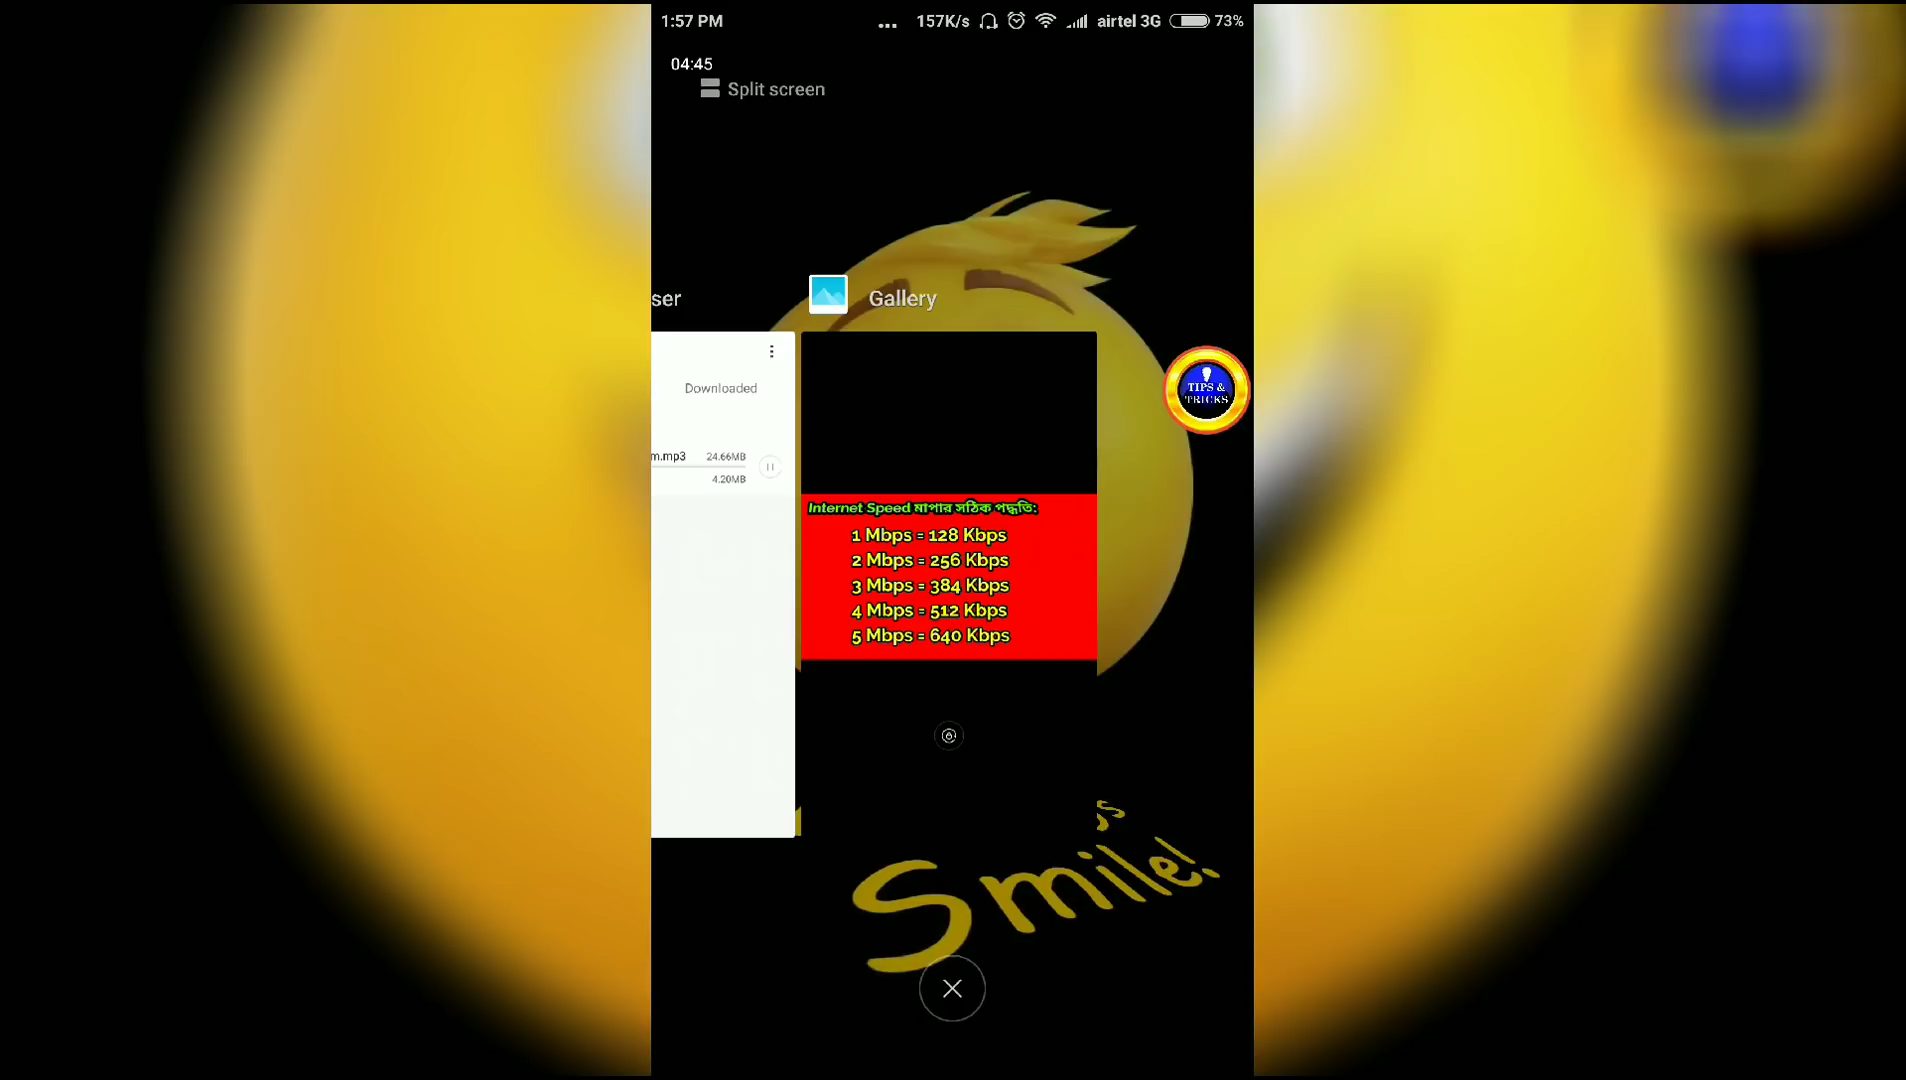 1:57 PM ... 157K/s airtel 3G 73%
04:45
Split screen
ser
Gallery
Downloaded
m.mp3 24.66MB
4.20MB
Internet Speed মাপার সঠিক পদ্ধতি:
1 Mbps = 128 Kbps
2 Mbps = 256 Kbps
3 Mbps = 384 Kbps
4 Mbps = 512 Kbps
5 Mbps = 640 Kbps
TIPS &
TRICKS
Smile!